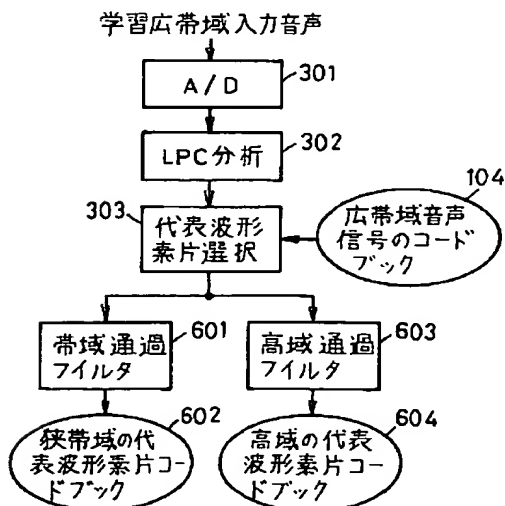 学習広帯域入力音声
A/D
301
LPC分析
302
104
303
代表波形
素片選択
広帯域音声
信号のコード
ブック
帯域通過
フイルタ
601
高域通過
フイルタ
603
狭帯域の代
表波形素片コー
ドブック
602
高域の代表
波形素片コー
ドブック
604